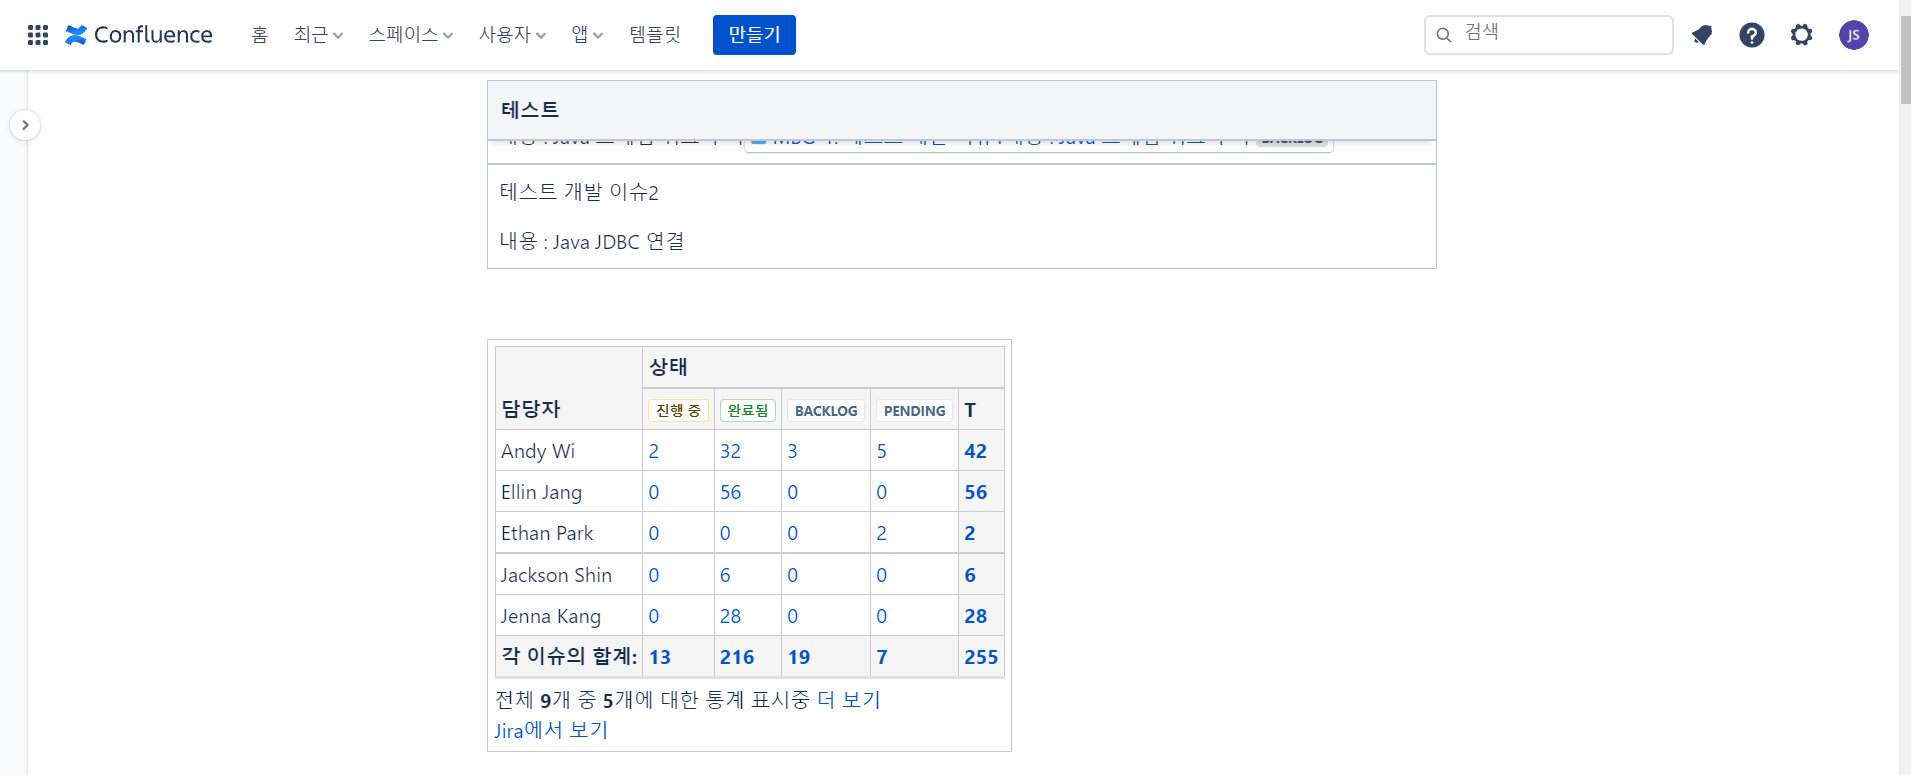 Confluence 홈 최근 스페이스 사용자 앱 템플릿 만들기 검색 JS
테스트
테스트 개발 이슈2
내용 : Java JDBC 연결
담당자 상태
진행 중 완료됨 BACKLOG PENDING T
Andy Wi 2 32 3 5 42
Ellin Jang 0 56 0 0 56
Ethan Park 0 0 0 2 2
Jackson Shin 0 6 0 0 6
Jenna Kang 0 28 0 0 28
각 이슈의 합계: 13 216 19 7 255
전체 9개 중 5개에 대한 통계 표시중 더 보기
Jira에서 보기